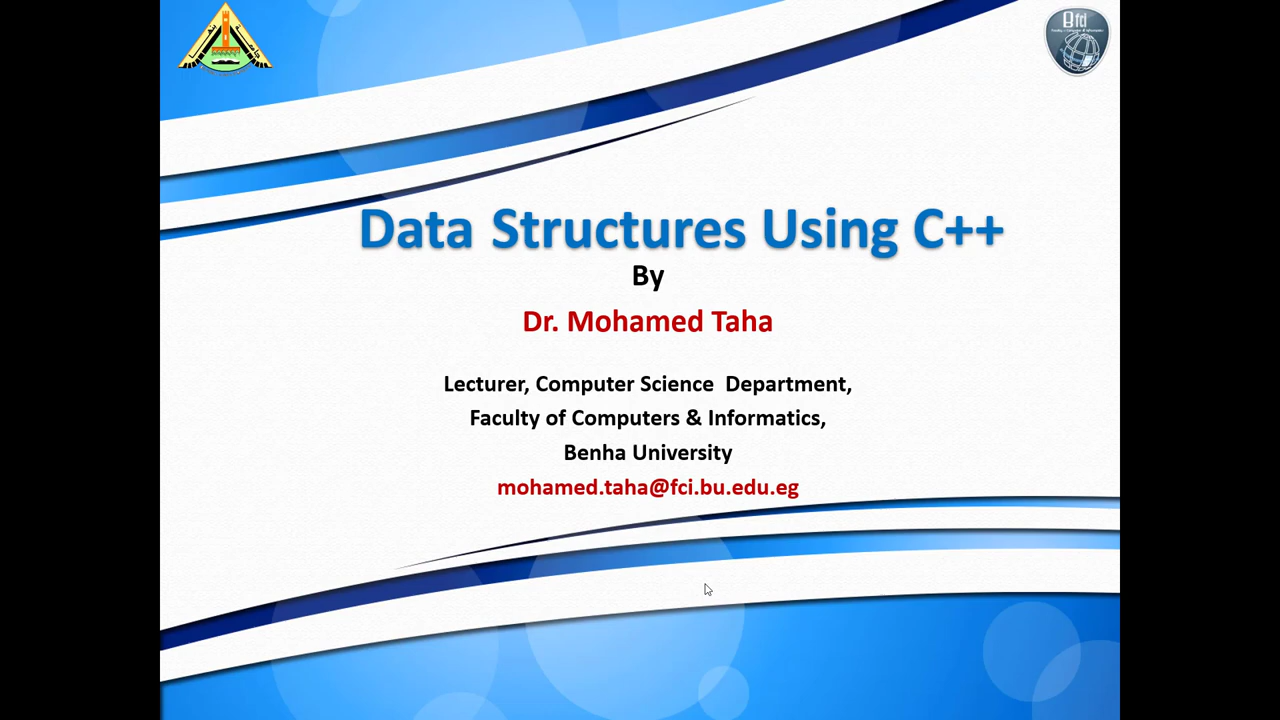 Bfci
Data Structures Using C++
By
Dr. Mohamed Taha
Lecturer, Computer Science Department,
Faculty of Computers & Informatics,
Benha University
mohamed.taha@fci.bu.edu.eg